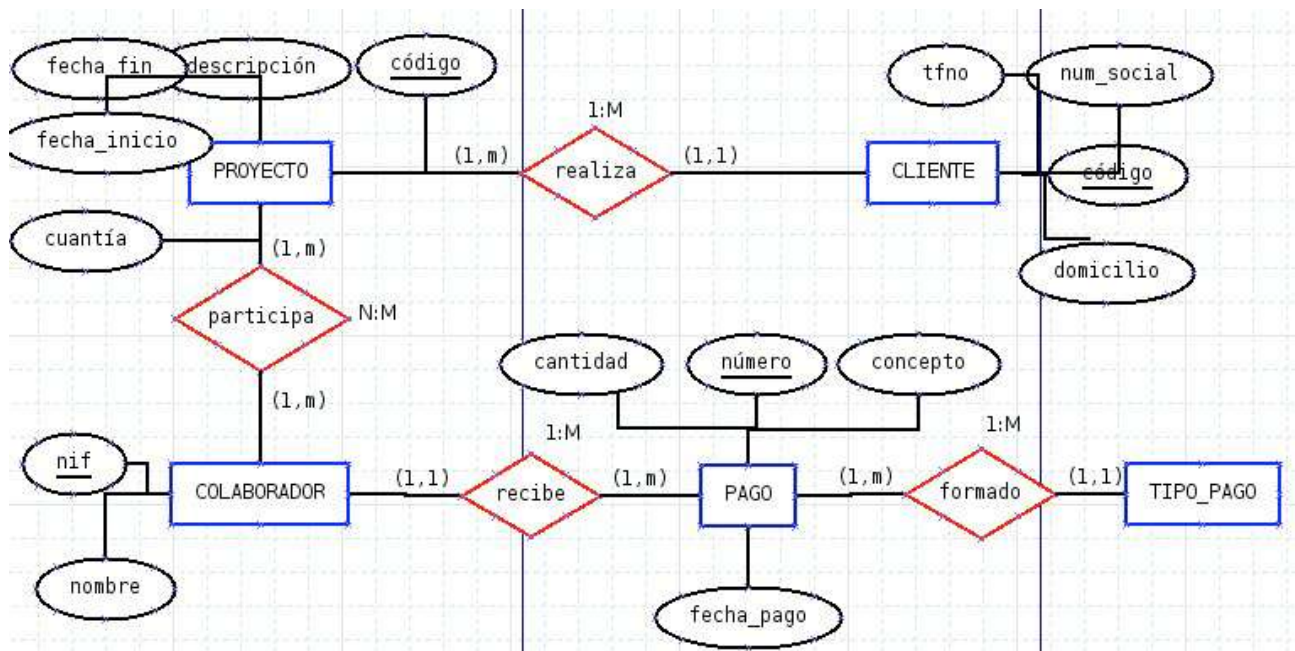 fecha_fin
descripción
código
tfno
num_social
1:M
fecha_inicio
PROYECTO
(1,m)
realiza
(1,1)
CLIENTE
código
cuantía
(1,m)
domicilio
participa
N:M
cantidad
número
concepto
(1,m)
1:M
1:M
nif
COLABORADOR
(1,1)
recibe
(1,m)
PAGO
(1,m)
formado
(1,1)
TIPO_PAGO
nombre
fecha_pago